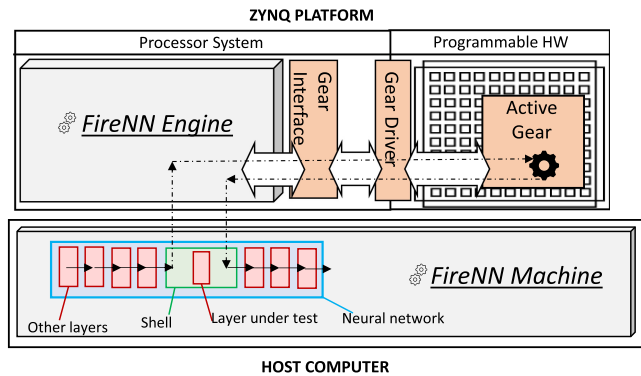 ZYNQ PLATFORM
Processor System
Programmable HW
FireNN Engine
Gear
Interface
Gear Driver
Active
Gear
FireNN Machine
Other layers
Shell
Layer under test
Neural network
HOST COMPUTER